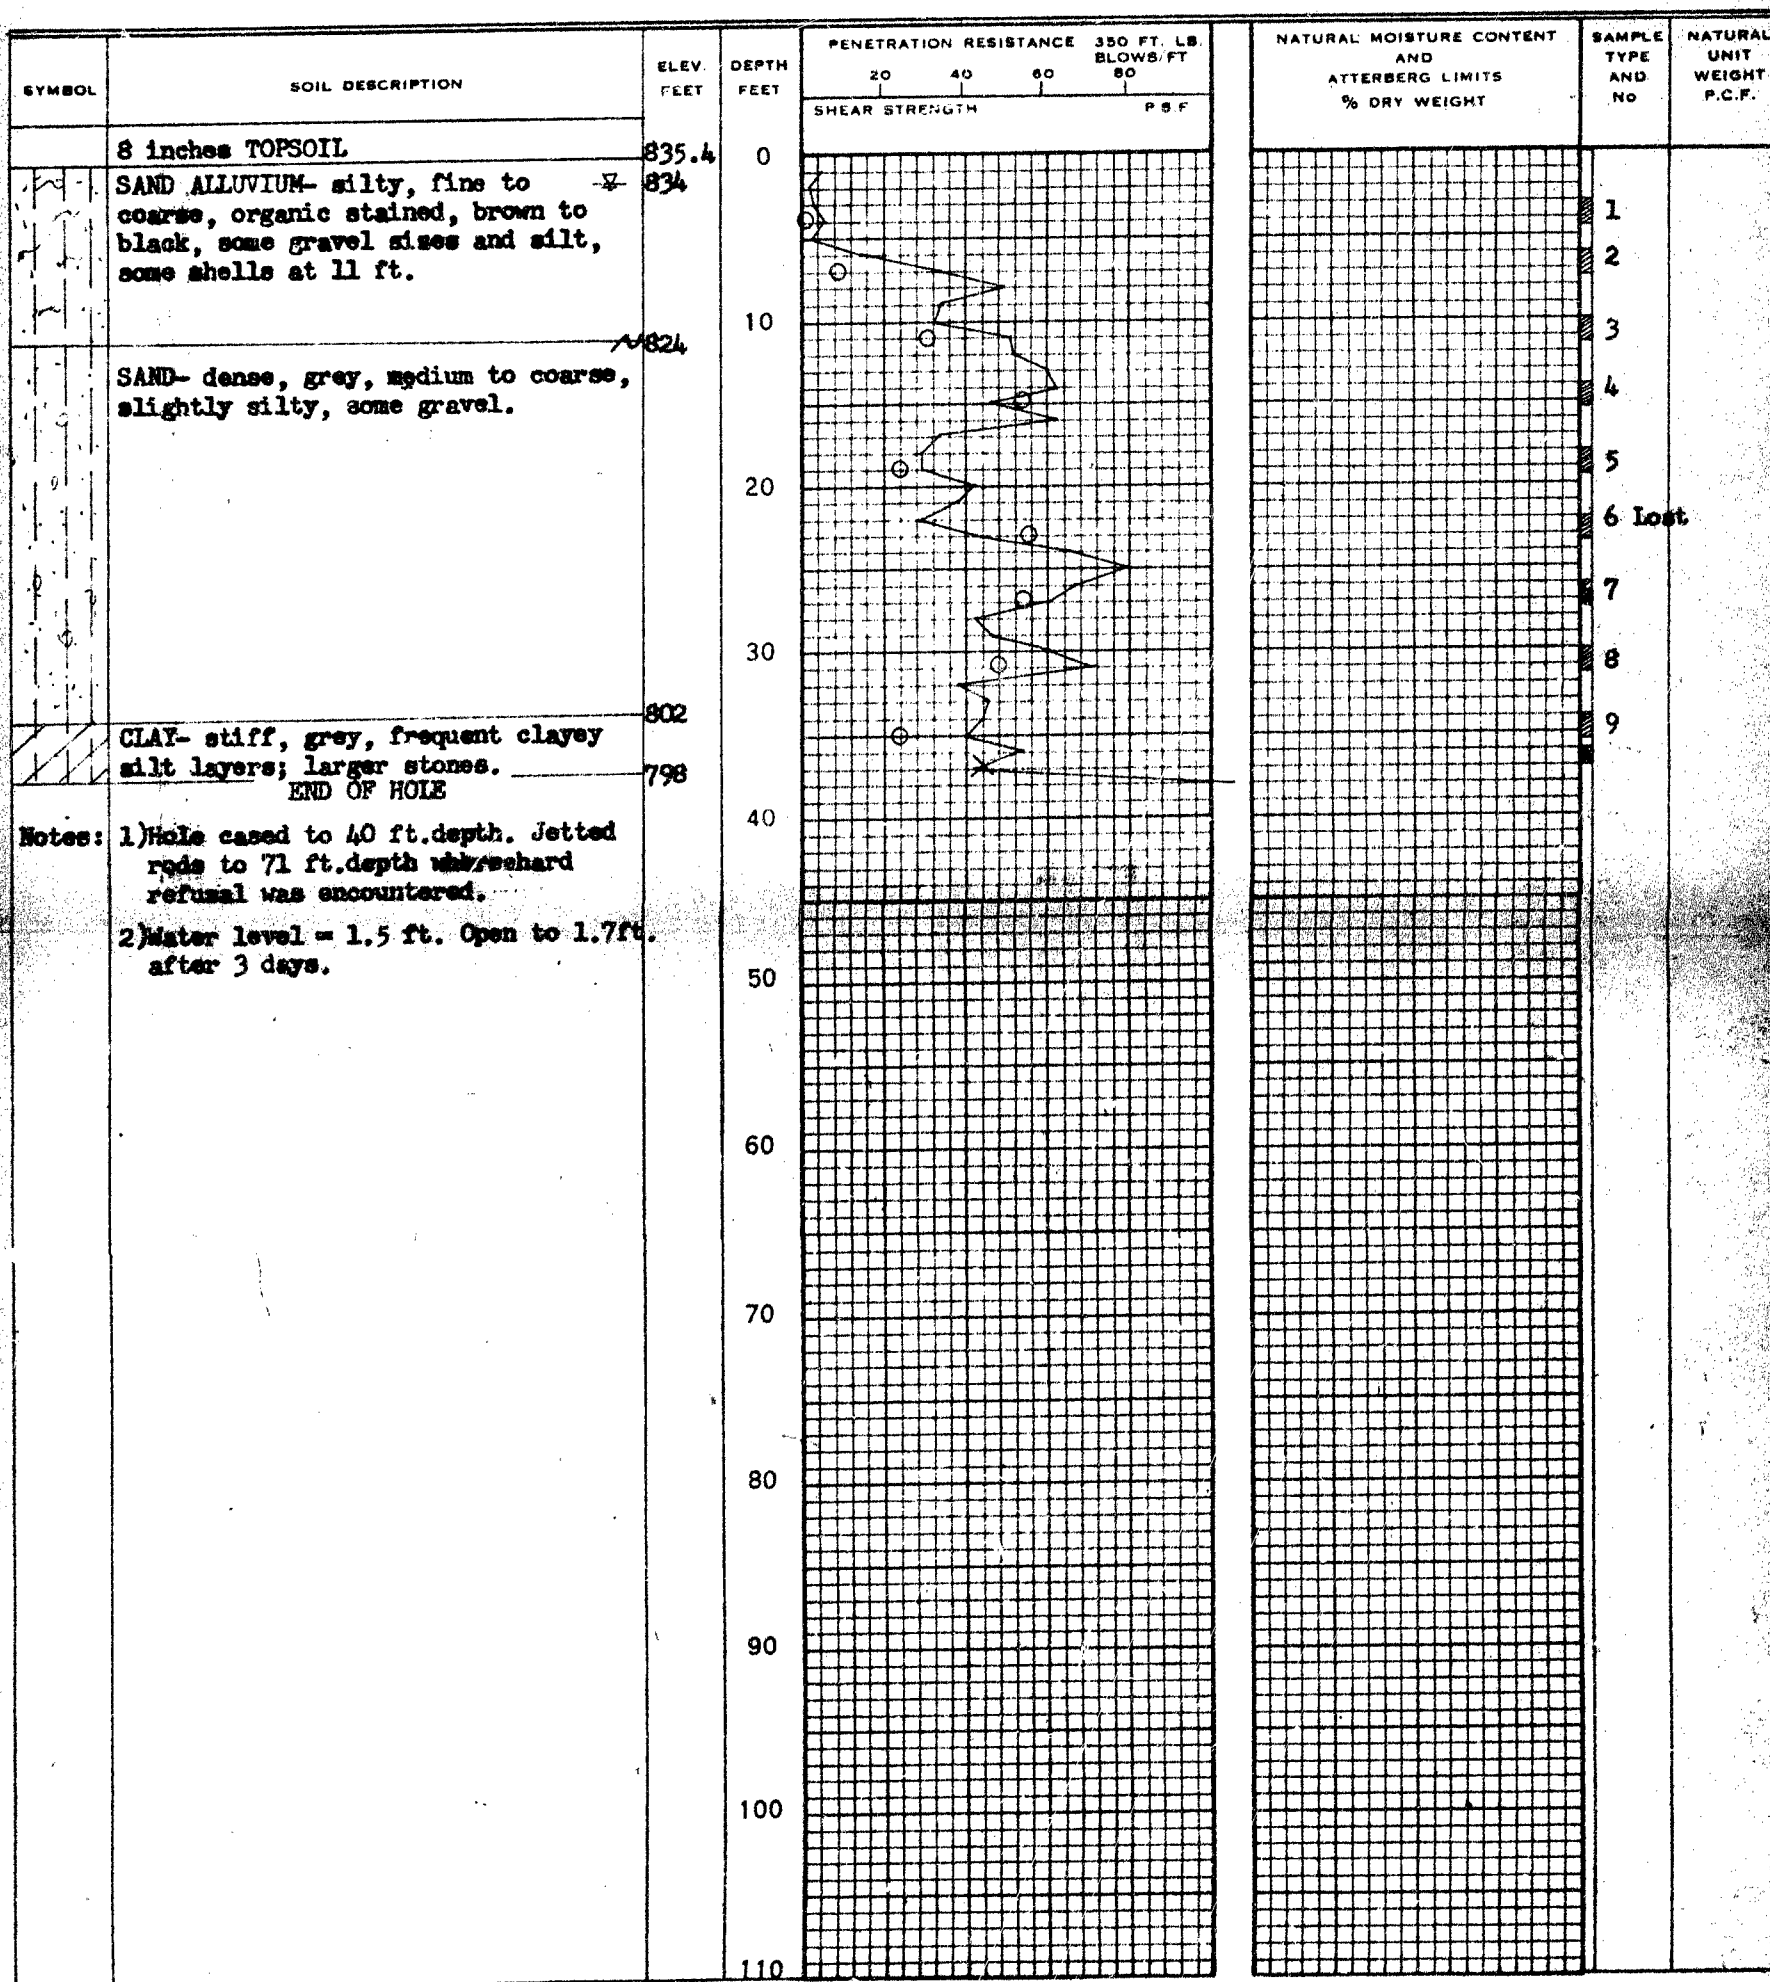 SYMBOL
SOIL DESCRIPTION
ELEV.
FEET
DEPTH
FEET
PENETRATION RESISTANCE 350 FT. LB.
BLOWS/FT
20 40 60 80
SHEAR STRENGTH P.S.F
NATURAL MOISTURE CONTENT
AND
ATTERBERG LIMITS
% DRY WEIGHT
SAMPLE
TYPE
AND
No
NATURAL
UNIT
WEIGHT
P.C.F.
8 inches TOPSOIL
835.4
SAND ALLUVIUM- silty, fine to
834
coarse, organic stained, brown to
black, some gravel sizes and silt,
some shells at 11 ft.
824
SAND- dense, grey, medium to coarse,
slightly silty, some gravel.
802
CLAY- stiff, grey, frequent clayey
silt layers; larger stones.
798
END OF HOLE
Notes: 1)Hole cased to 40 ft.depth. Jetted
rods to 71 ft.depth hard
refusal was encountered.
2)Water level = 1.5 ft. Open to 1.7ft.
after 3 days.
0
10
20
30
40
50
60
70
80
90
100
110
1
2
3
4
5
6 Lost
7
8
9